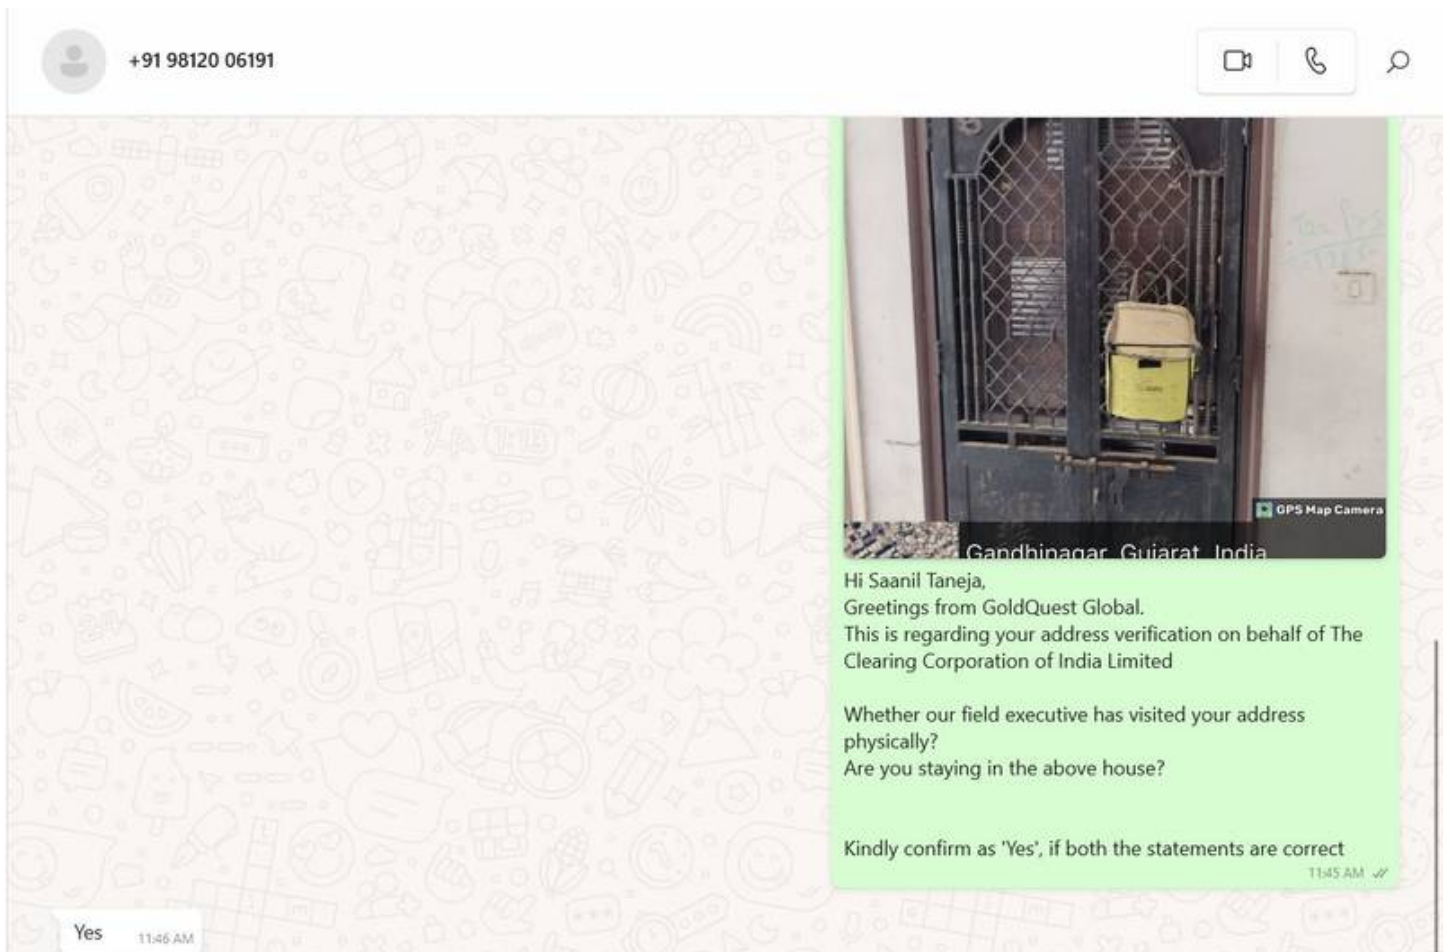 +91 98120 06191
GPS Map Camera
Gandhinagar, Gujarat, India
Hi Saanil Taneja,
Greetings from GoldQuest Global.
This is regarding your address verification on behalf of The
Clearing Corporation of India Limited
Whether our field executive has visited your address
physically?
Are you staying in the above house?
Kindly confirm as 'Yes', if both the statements are correct
11:45 AM
Yes 11:46 AM